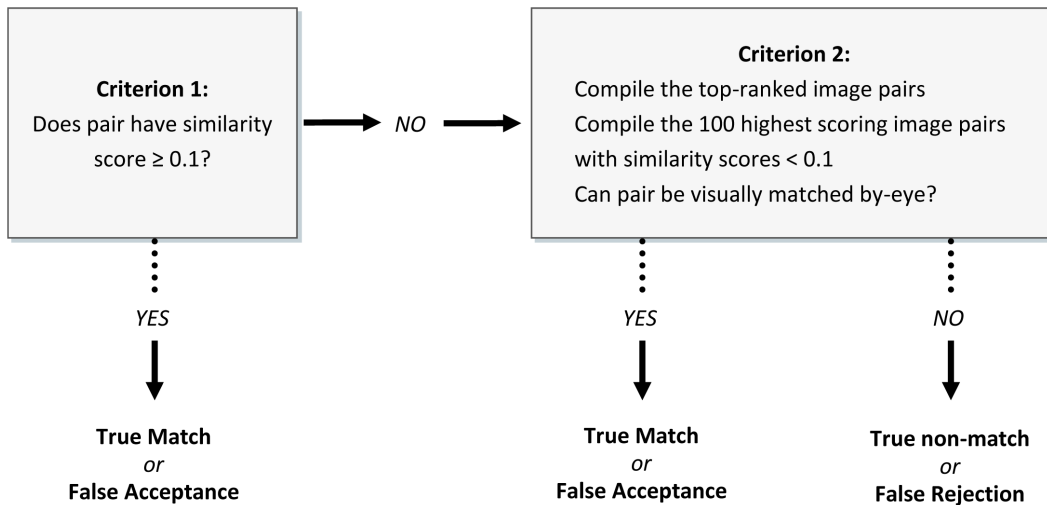 Criterion 1:
Does pair have similarity
score ≥ 0.1?
NO
Criterion 2:
Compile the top-ranked image pairs
Compile the 100 highest scoring image pairs
with similarity scores < 0.1
Can pair be visually matched by-eye?
YES
True Match
or
False Acceptance
YES
True Match
or
False Acceptance
NO
True non-match
or
False Rejection